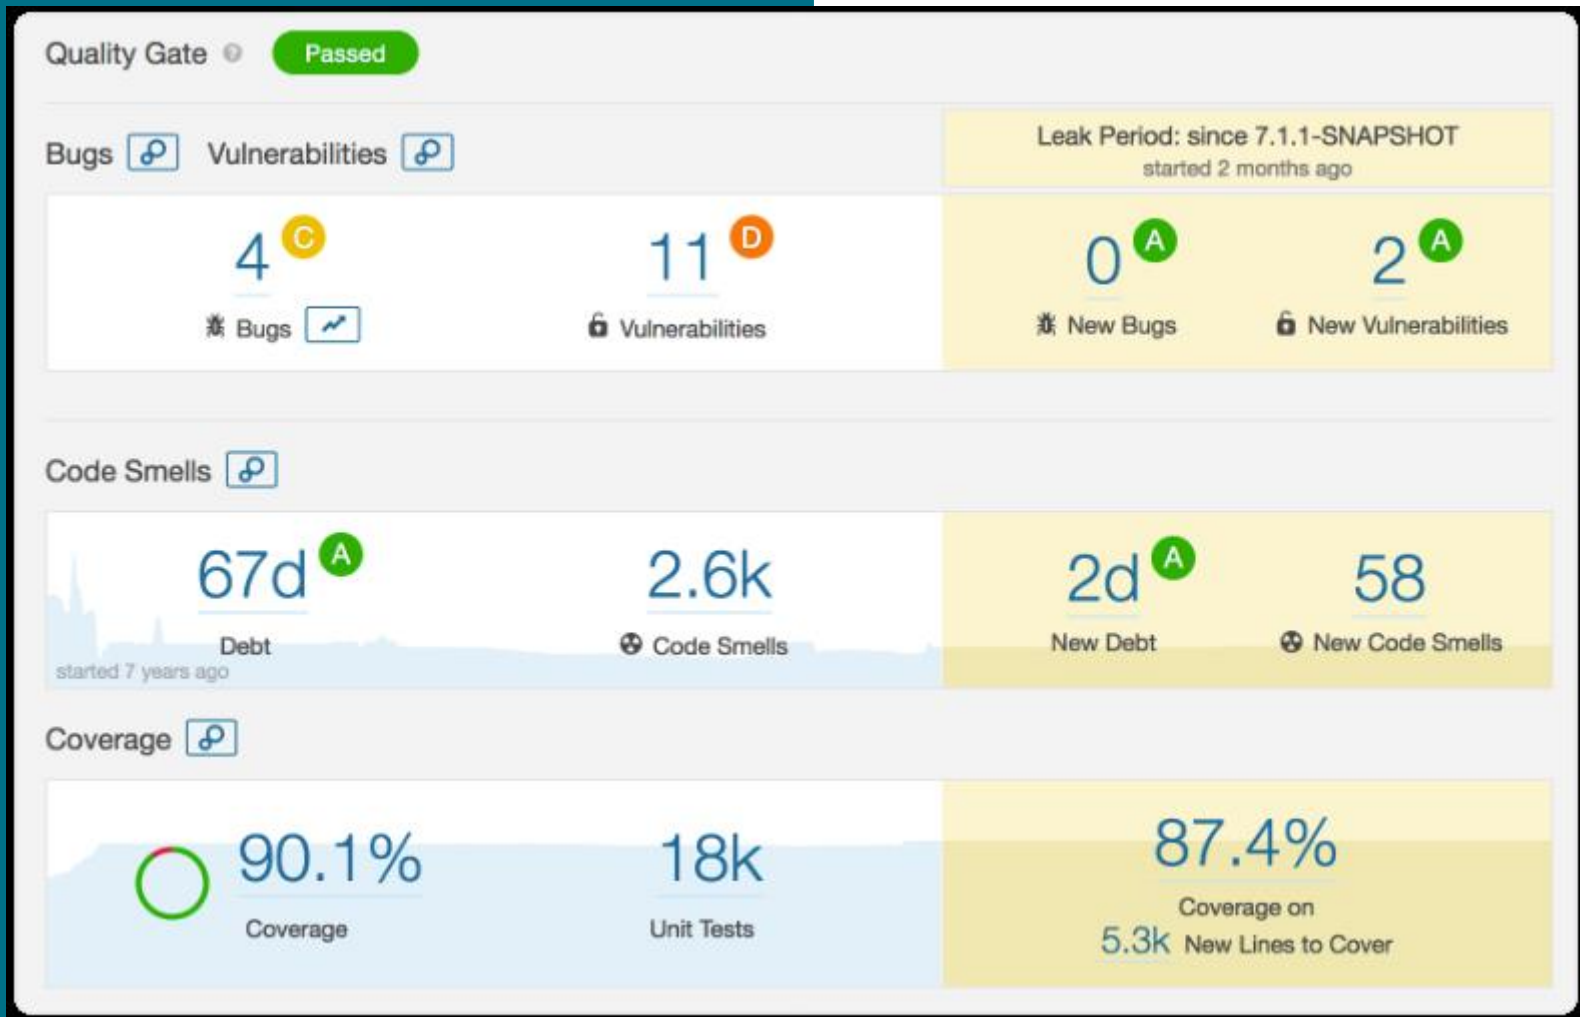 Quality Gate ? Passed
Bugs Vulnerabilities
Leak Period: since 7.1.1-SNAPSHOT
started 2 months ago
4 C
Bugs
11 D
Vulnerabilities
0 A
New Bugs
2 A
New Vulnerabilities
Code Smells
67d A
Debt
started 7 years ago
2.6k
Code Smells
2d A
New Debt
58
New Code Smells
Coverage
90.1%
Coverage
18k
Unit Tests
87.4%
Coverage on
5.3k New Lines to Cover